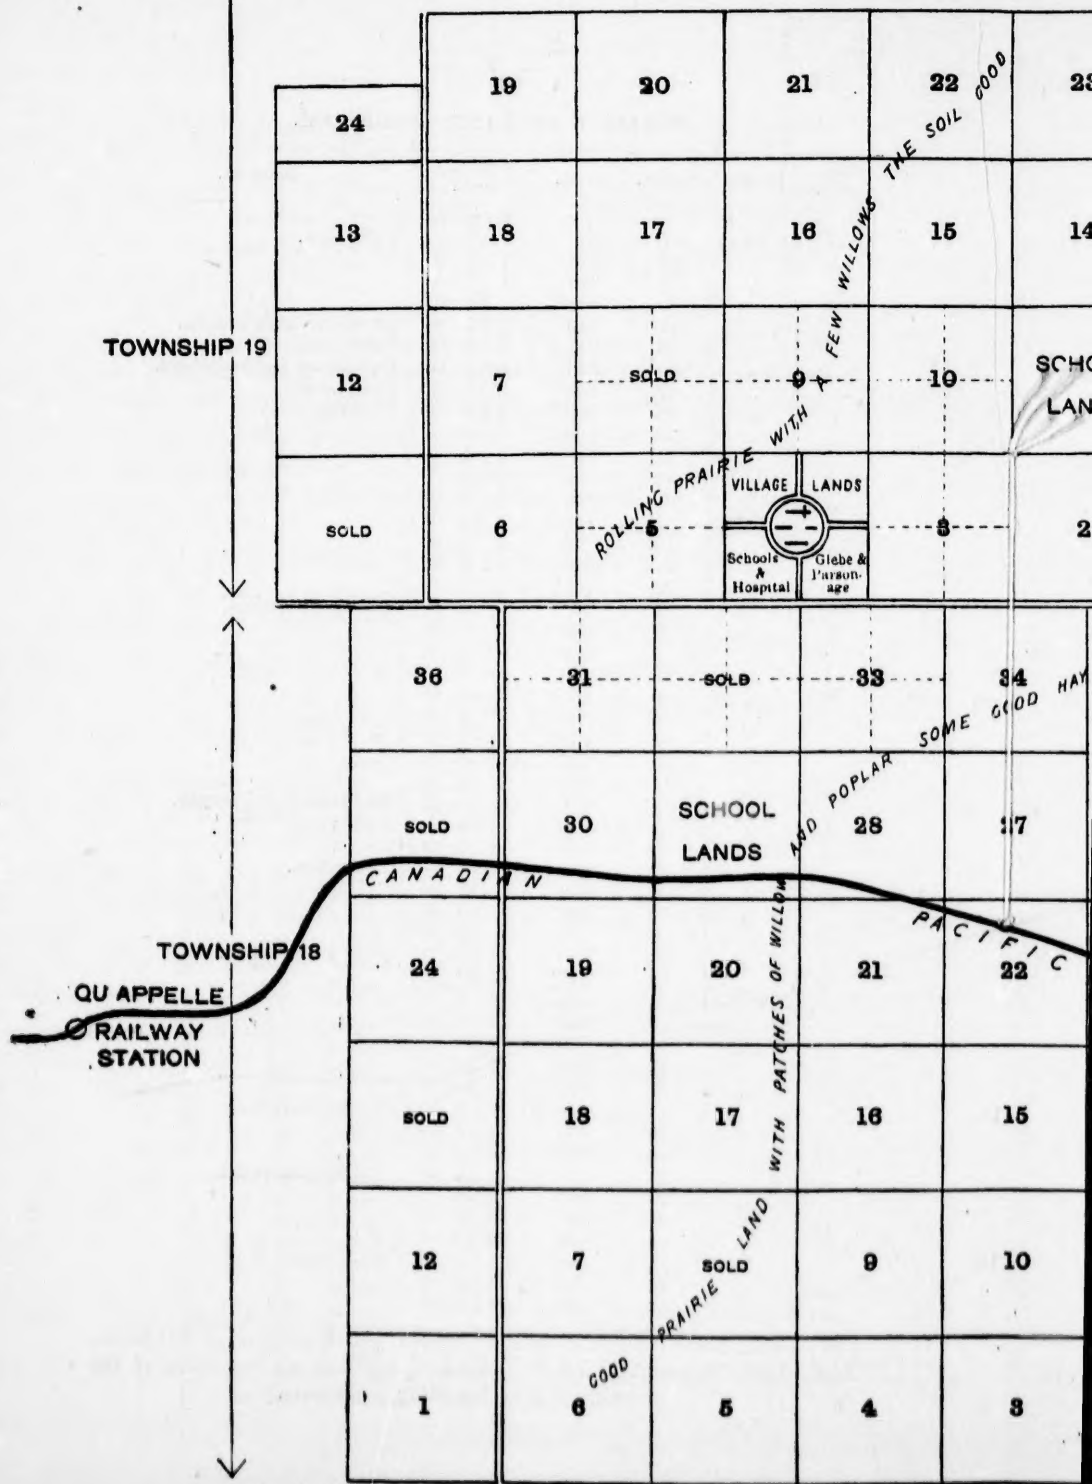 19 20 21 22
24
13 18 17 16 15 14
TOWNSHIP 19
12 7 SOLD 9 10
VILLAGE LANDS
SOLD 6 5 3 2
Schools & Hospital
Glebe & Parson-age
ROLLING PRAIRIE WITH A FEW WILLOWS THE SOIL GOOD
36 31 SOLD 33 34
SOLD 30 SCHOOL LANDS 28 27
CANADIAN PACIFIC
TOWNSHIP 18
24 19 20 21 22
QU APPELLE
RAILWAY
STATION
SOLD 18 17 16 15
12 7 SOLD 9 10
1 6 5 4 3
GOOD PRAIRIE LAND WITH PATCHES OF WILLOW AND POPLAR SOME GOOD HAY